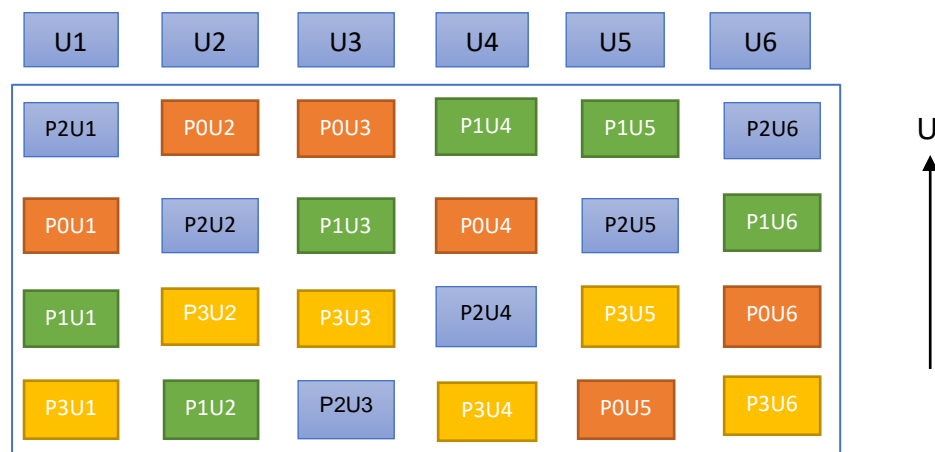 U1 U2 U3 U4 U5 U6
P2U1 P0U2 P0U3 P1U4 P1U5 P2U6
U
P0U1 P2U2 P1U3 P0U4 P2U5 P1U6
P1U1 P3U2 P3U3 P2U4 P3U5 P0U6
P3U1 P1U2 P2U3 P3U4 P0U5 P3U6